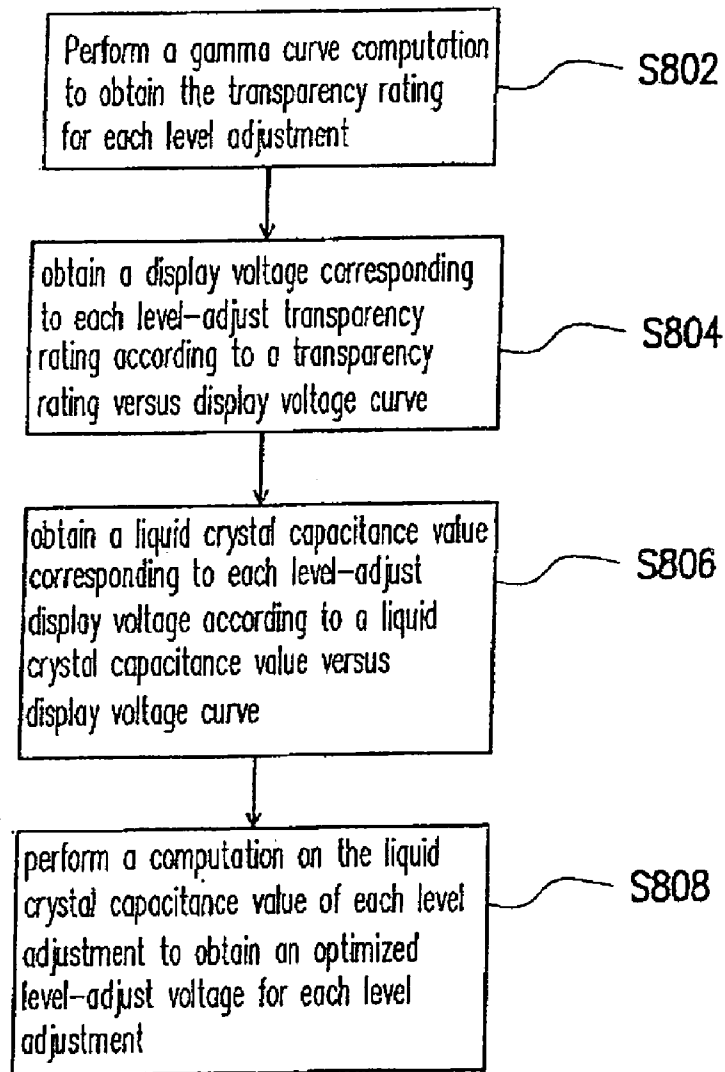 Perform a gamma curve computation
to obtain the transparency rating
for each level adjustment
S802
obtain a display voltage corresponding
to each level-adjust transparency
rating according to a transparency
rating versus display voltage curve
S804
obtain a liquid crystal capacitance value
corresponding to each level-adjust
display voltage according to a liquid
crystal capacitance value versus
display voltage curve
S806
perform a computation on the liquid
crystal capacitance value of each level
adjustment to obtain an optimized
level-adjust voltage for each level
adjustment
S808